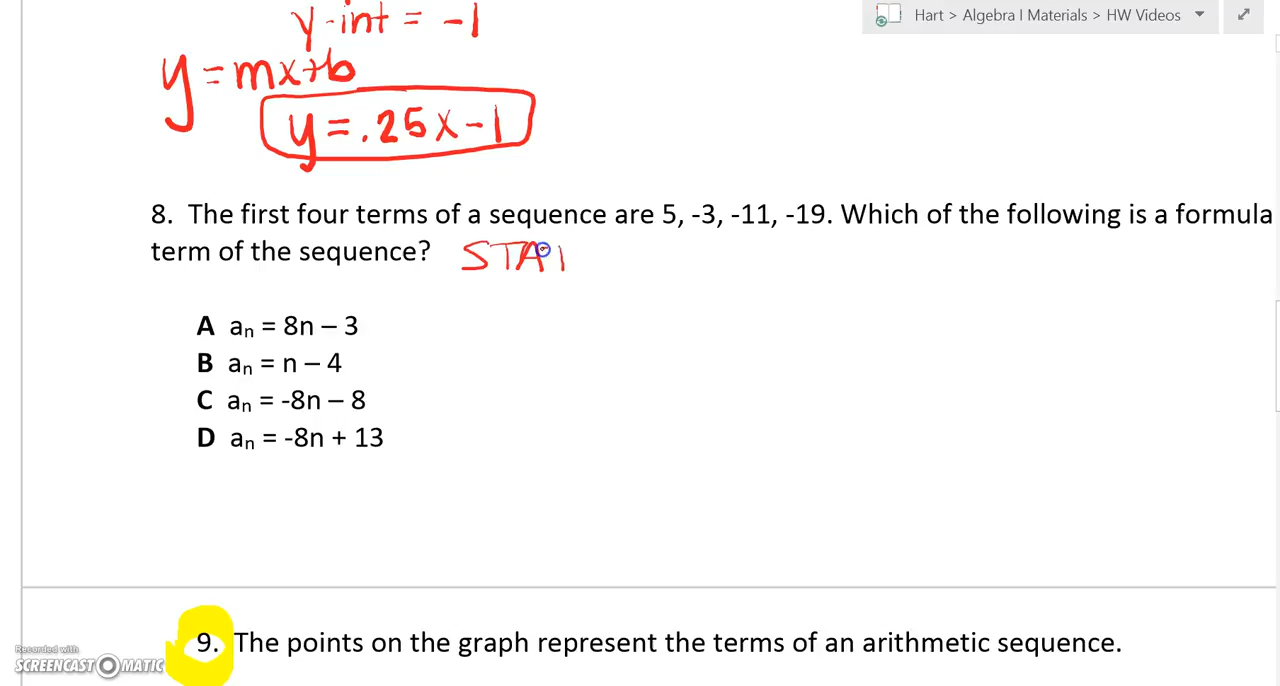 Hart > Algebra I Materials > HW Videos
y-int = -1
y = mx+b
y = .25x - 1
8. The first four terms of a sequence are 5, -3, -11, -19. Which of the following is a formula
term of the sequence? STAR
A aₙ = 8n – 3
B aₙ = n – 4
C aₙ = -8n – 8
D aₙ = -8n + 13
9. The points on the graph represent the terms of an arithmetic sequence.
Recorded with
SCREENCAST O MATIC